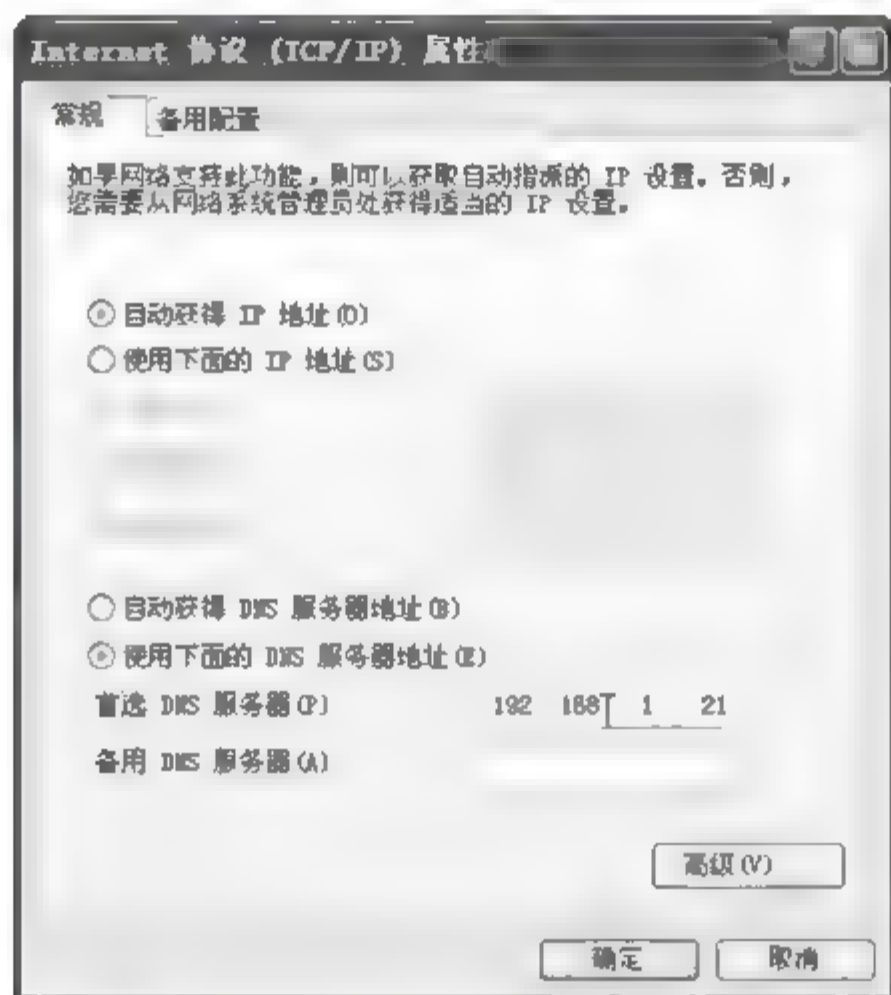 Internet 协议 (TCP/IP) 属性
常规
备用配置
如果网络支持此功能，则可以获取自动指派的 IP 设置。否则，
您需要从网络系统管理员处获得适当的 IP 设置。
自动获得 IP 地址(O)
使用下面的 IP 地址(S)
自动获得 DNS 服务器地址(B)
使用下面的 DNS 服务器地址(E)
首选 DNS 服务器(P)
192 168 1 21
备用 DNS 服务器(A)
高级(V)
确定
取消